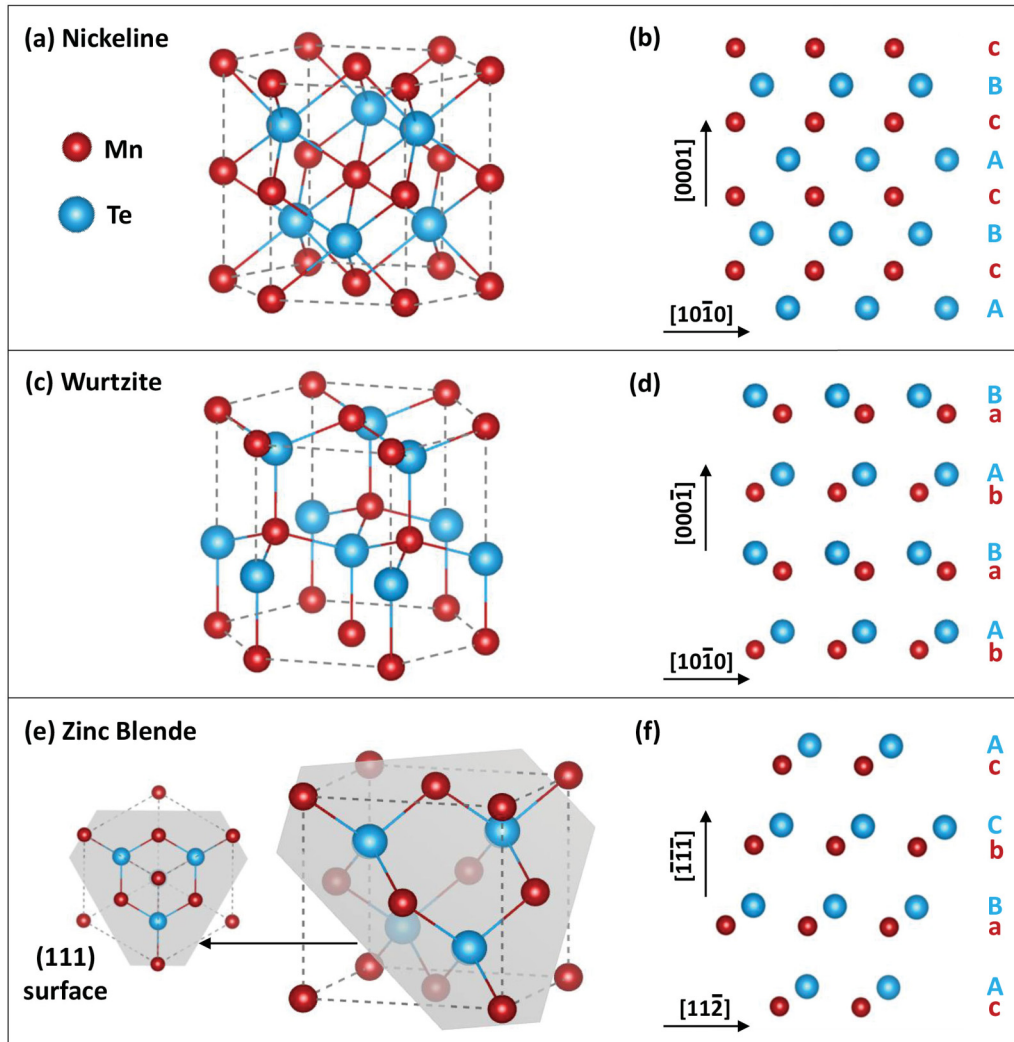 (a) Nickeline
Mn
Te
(b)
[0001]
[101̅0]
c
B
c
A
c
B
c
A
(c) Wurtzite
(d)
[0001̅]
[101̅0]
B
a
A
b
B
a
A
b
(e) Zinc Blende
(111)
surface
(f)
[1̅1̅1̅]
[112̅]
A
c
C
b
B
a
A
c